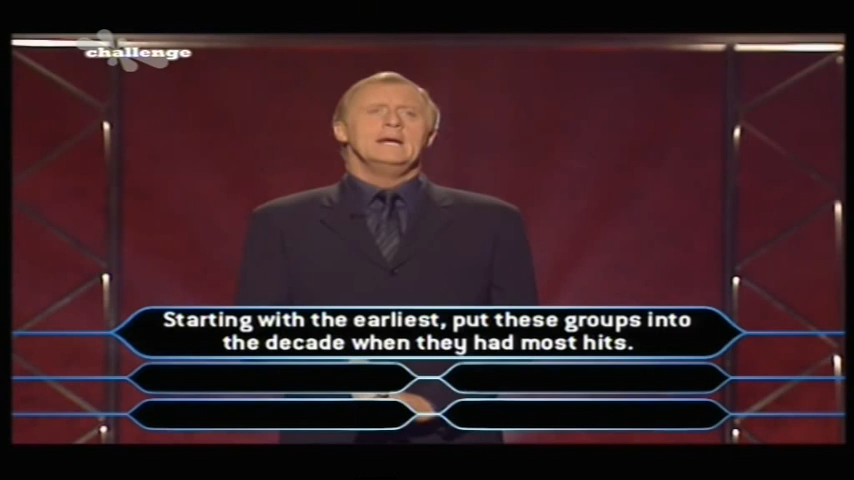 challenge
Starting with the earliest, put these groups into
the decade when they had most hits.